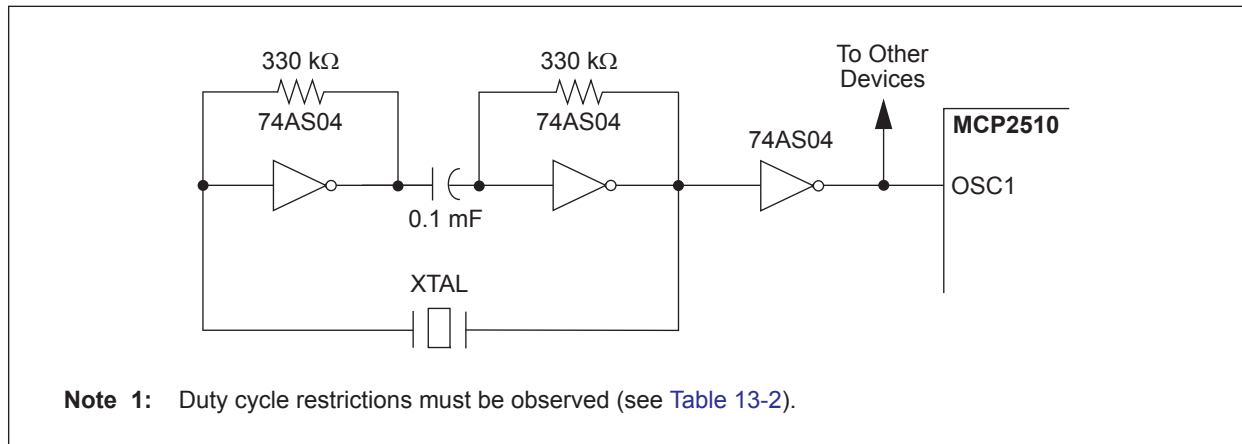 330 kΩ
74AS04
330 kΩ
74AS04
74AS04
To Other
Devices
MCP2510
OSC1
0.1 mF
XTAL
Note 1: Duty cycle restrictions must be observed (see Table 13-2).